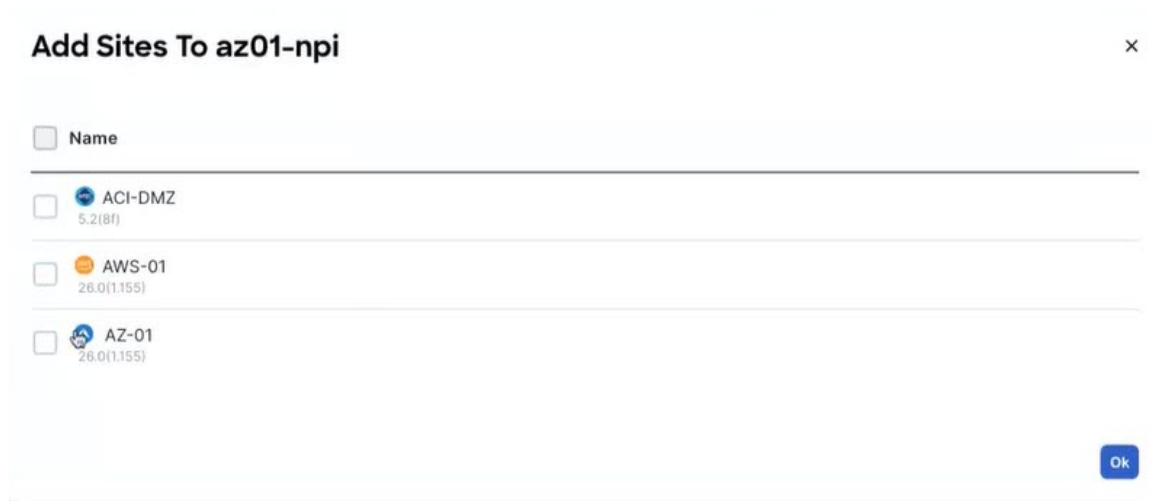 Add Sites To az01-npi
Name
ACI-DMZ
5.2(8f)
AWS-01
26.0(1.155)
AZ-01
26.0(1.155)
Ok